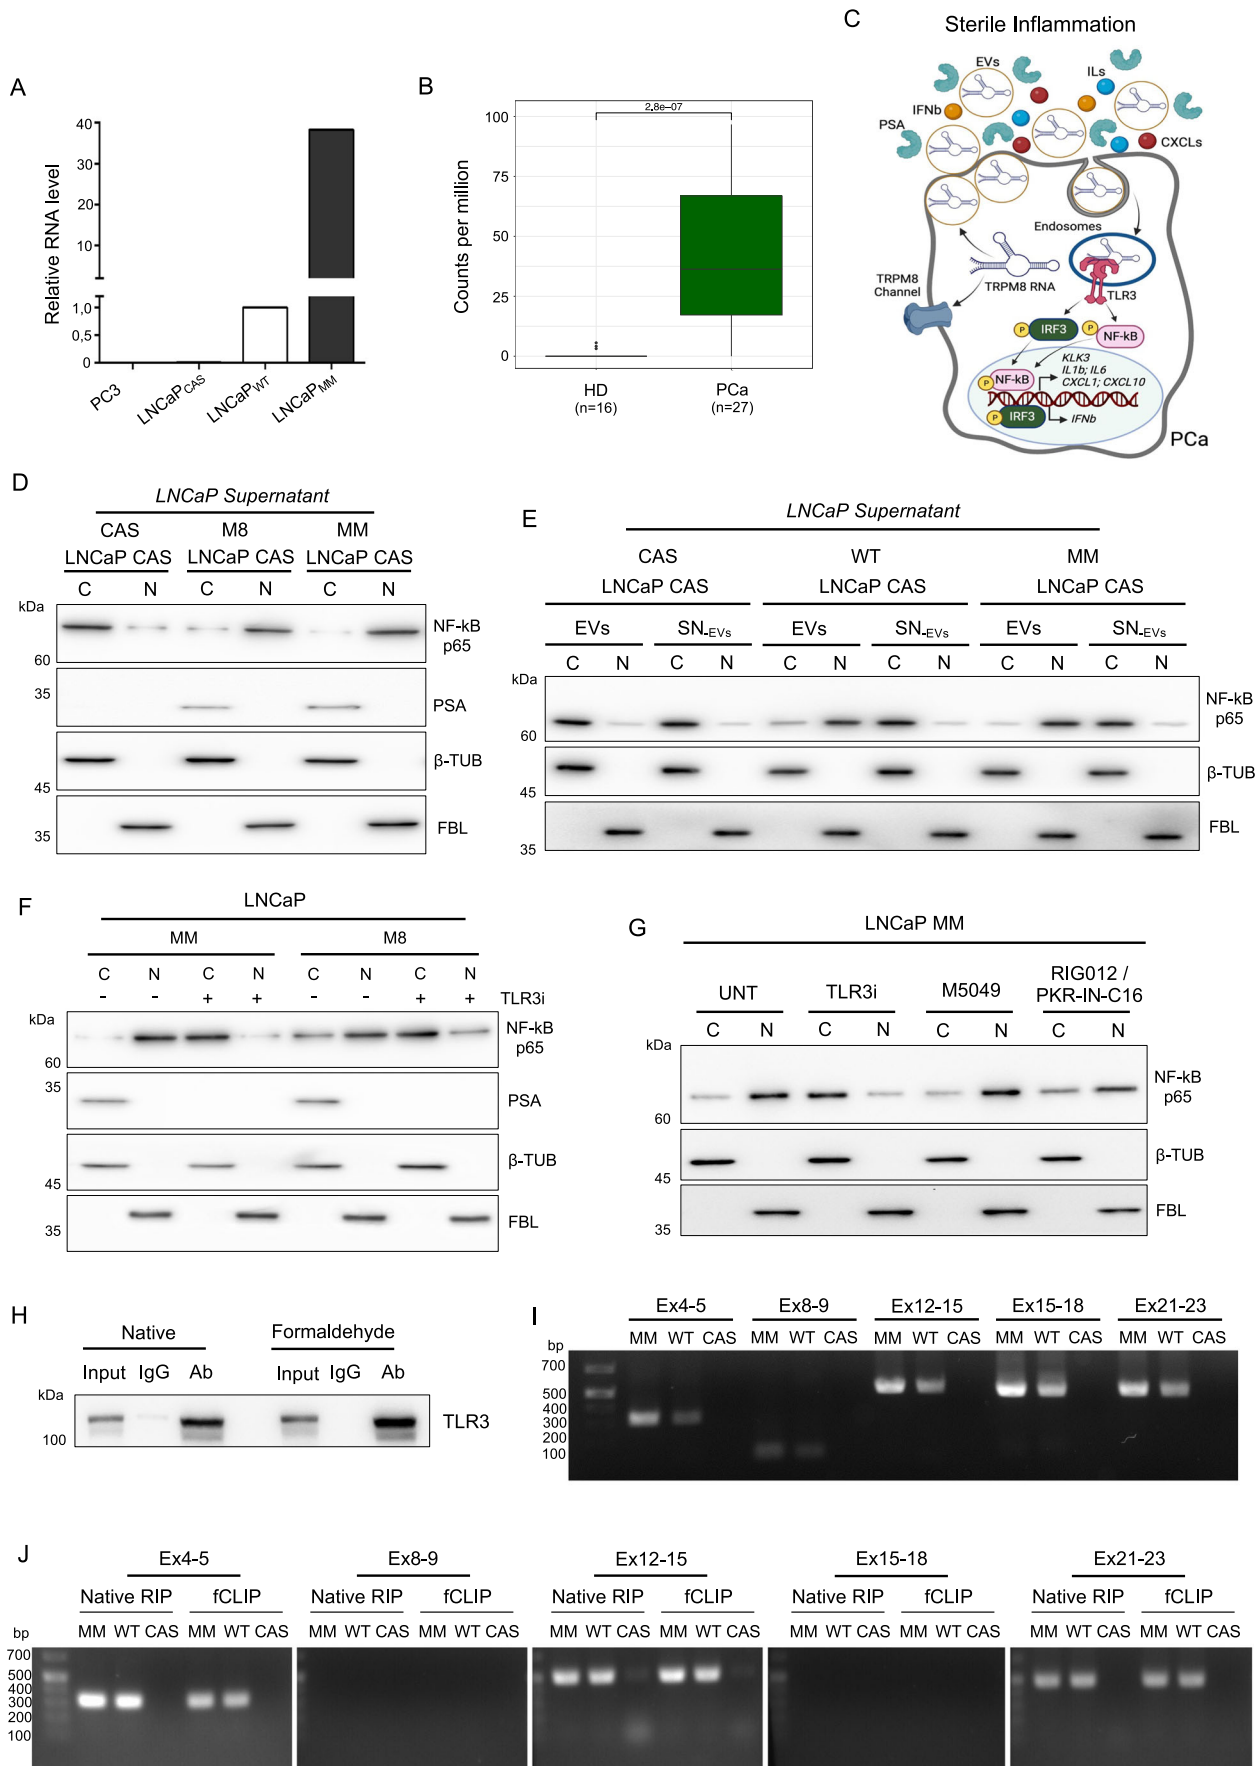 A
Relative RNA level
40
30
20
10
1,0
0,5
0
PC3
LNCaPCAS
LNCaPWT
LNCaPMM
B
Counts per million
100
75
50
25
0
2.8e-07
HD
(n=16)
PCa
(n=27)
C
Sterile Inflammation
EVs
ILs
IFNb
PSA
CXCLs
Endosomes
TRPM8
Channel
TRPM8 RNA
TLR3
P
IRF3
P
NF-kB
KLK3
IL1b; IL6
CXCL1; CXCL10
P
NF-kB
P
IRF3
IFNb
PCa
D
LNCaP Supernatant
CAS M8 MM
LNCaP CAS LNCaP CAS LNCaP CAS
C N C N C N
kDa
60
NF-kB
p65
35
PSA
45
β-TUB
35
FBL
E
LNCaP Supernatant
CAS WT MM
LNCaP CAS LNCaP CAS LNCaP CAS
EVs SN-EVs EVs SN-EVs EVs SN-EVs
C N C N C N C N C N C N
kDa
60
NF-kB
p65
45
β-TUB
35
FBL
F
LNCaP
MM M8
C N C N C N C N
- - + + - - + + TLR3i
kDa
60
NF-kB
p65
35
PSA
45
β-TUB
35
FBL
G
LNCaP MM
UNT TLR3i M5049 RIG012 /
PKR-IN-C16
C N C N C N C N
kDa
60
NF-kB
p65
45
β-TUB
35
FBL
H
Native Formaldehyde
Input IgG Ab Input IgG Ab
kDa
100
TLR3
I
Ex4-5 Ex8-9 Ex12-15 Ex15-18 Ex21-23
MM WT CAS MM WT CAS MM WT CAS MM WT CAS MM WT CAS
bp
700
500
400
300
200
100
J
Ex4-5 Ex8-9 Ex12-15 Ex15-18 Ex21-23
Native RIP fCLIP Native RIP fCLIP Native RIP fCLIP Native RIP fCLIP Native RIP fCLIP
MM WT CAS MM WT CAS MM WT CAS MM WT CAS MM WT CAS MM WT CAS MM WT CAS MM WT CAS MM WT CAS MM WT CAS
bp
700
500
400
300
200
100